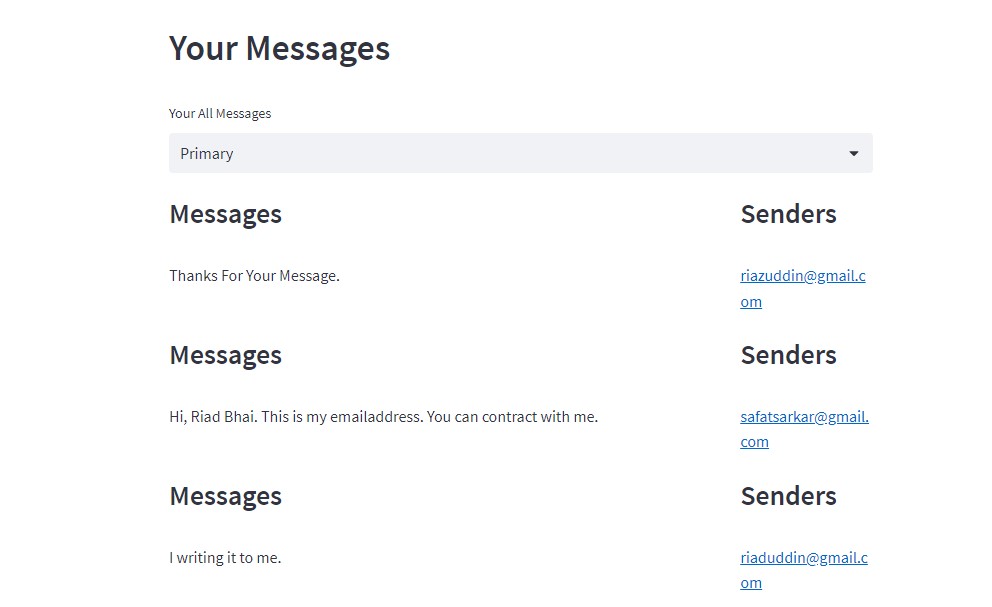 Your Messages
Your All Messages
Primary
Messages
Senders
Thanks For Your Message.
riazuddin@gmail.c
om
Messages
Senders
Hi, Riad Bhai. This is my emailaddress. You can contract with me.
safatsarkar@gmail.
com
Messages
Senders
I writing it to me.
riaduddin@gmail.c
om